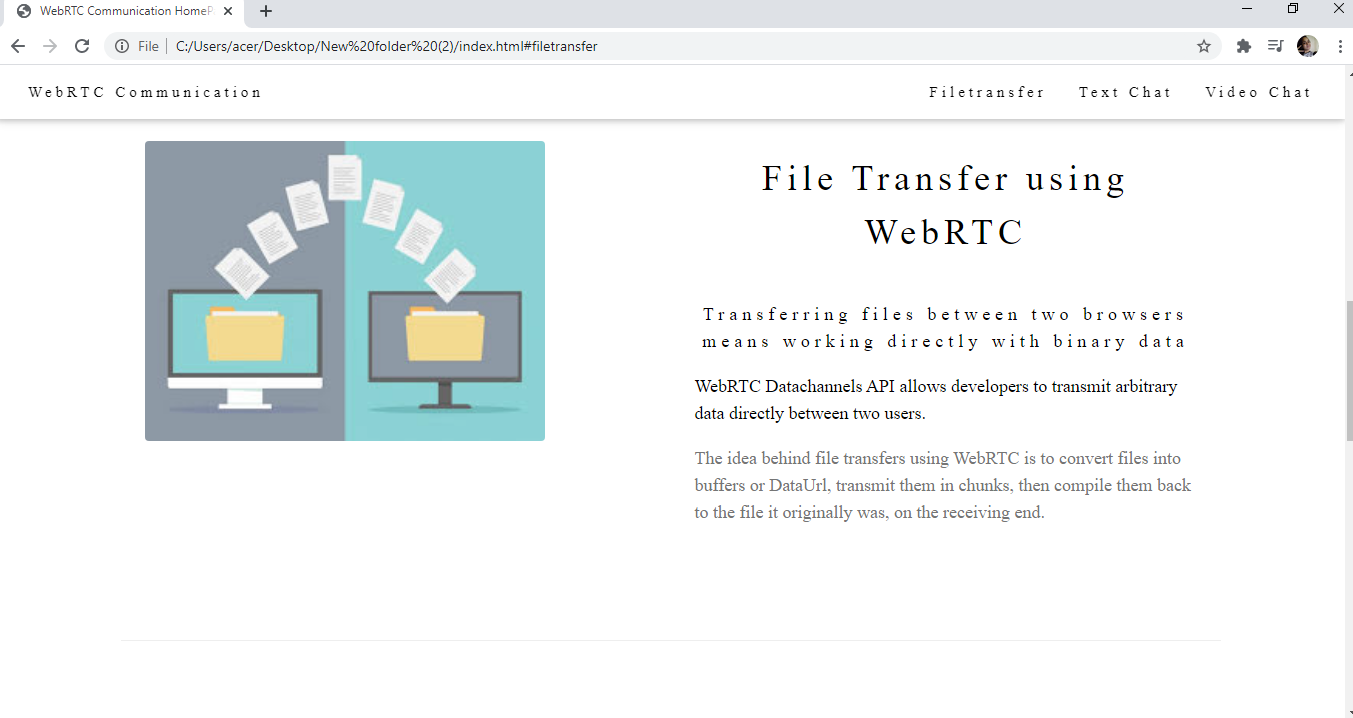 WebRTC Communication HomeP
File
C:/Users/acer/Desktop/New%20folder%20(2)/index.html#filetransfer
WebRTC Communication
Filetransfer
Text Chat
Video Chat
File Transfer using
WebRTC
Transferring files between two browsers
means working directly with binary data
WebRTC Datachannels API allows developers to transmit arbitrary
data directly between two users.
The idea behind file transfers using WebRTC is to convert files into
buffers or DataUrl, transmit them in chunks, then compile them back
to the file it originally was, on the receiving end.